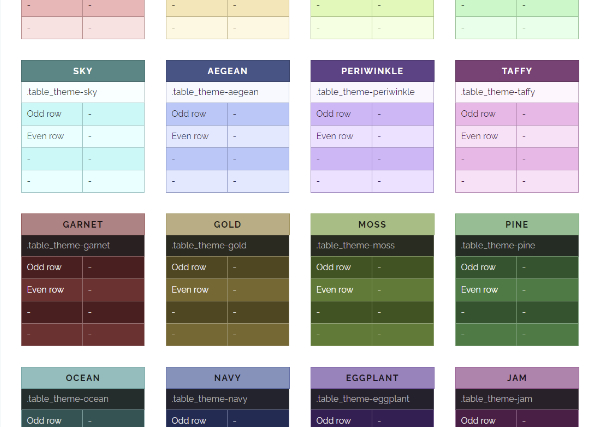 - - - - - - - -
- - - - - - - -
SKY AEGEAN PERIWINKLE TAFFY
.table_theme-sky .table_theme-aegean .table_theme-periwinkle .table_theme-taffy
Odd row - Odd row - Odd row - Odd row -
Even row - Even row - Even row - Even row -
- - - - - - - -
- - - - - - - -
GARNET GOLD MOSS PINE
.table_theme-garnet .table_theme-gold .table_theme-moss .table_theme-pine
Odd row - Odd row - Odd row - Odd row -
Even row - Even row - Even row - Even row -
- - - - - - - -
- - - - - - - -
OCEAN NAVY EGGPLANT JAM
.table_theme-ocean .table_theme-navy .table_theme-eggplant .table_theme-jam
Odd row - Odd row - Odd row - Odd row -